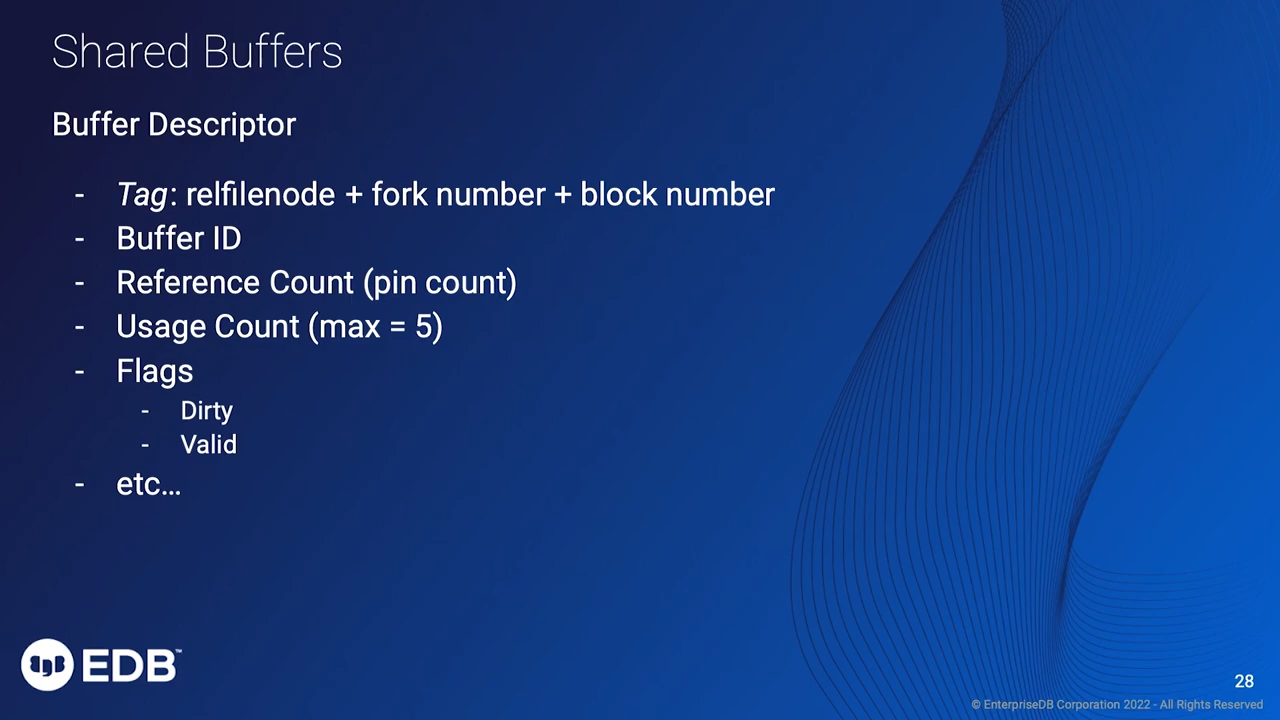 Shared Buffers
Buffer Descriptor
- Tag: relfilenode + fork number + block number
- Buffer ID
- Reference Count (pin count)
- Usage Count (max = 5)
- Flags
- Dirty
- Valid
- etc…
EDB™
28
© EnterpriseDB Corporation 2022 - All Rights Reserved